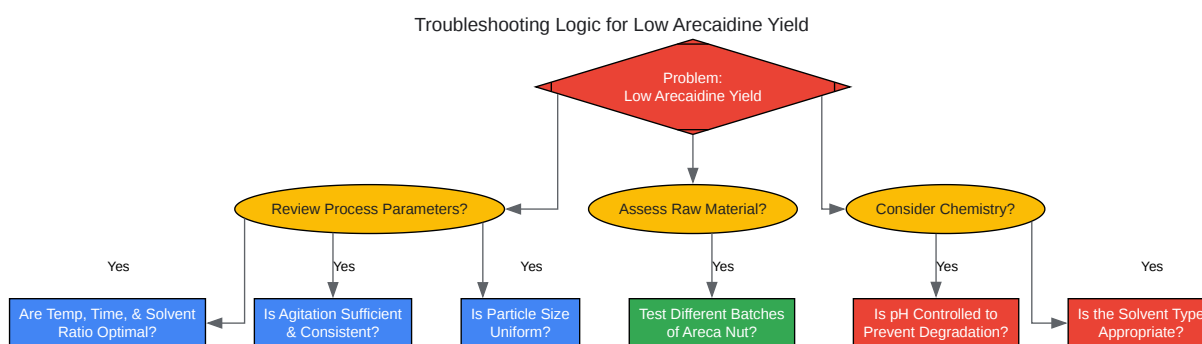 Troubleshooting Logic for Low Arecaidine Yield
Problem:
Low Arecaidine Yield
Review Process Parameters?
Assess Raw Material?
Consider Chemistry?
Yes
Yes
Yes
Yes
Yes
Yes
Are Temp, Time, & Solvent
Ratio Optimal?
Is Agitation Sufficient
& Consistent?
Is Particle Size
Uniform?
Test Different Batches
of Areca Nut?
Is pH Controlled to
Prevent Degradation?
Is the Solvent Type
Appropriate?